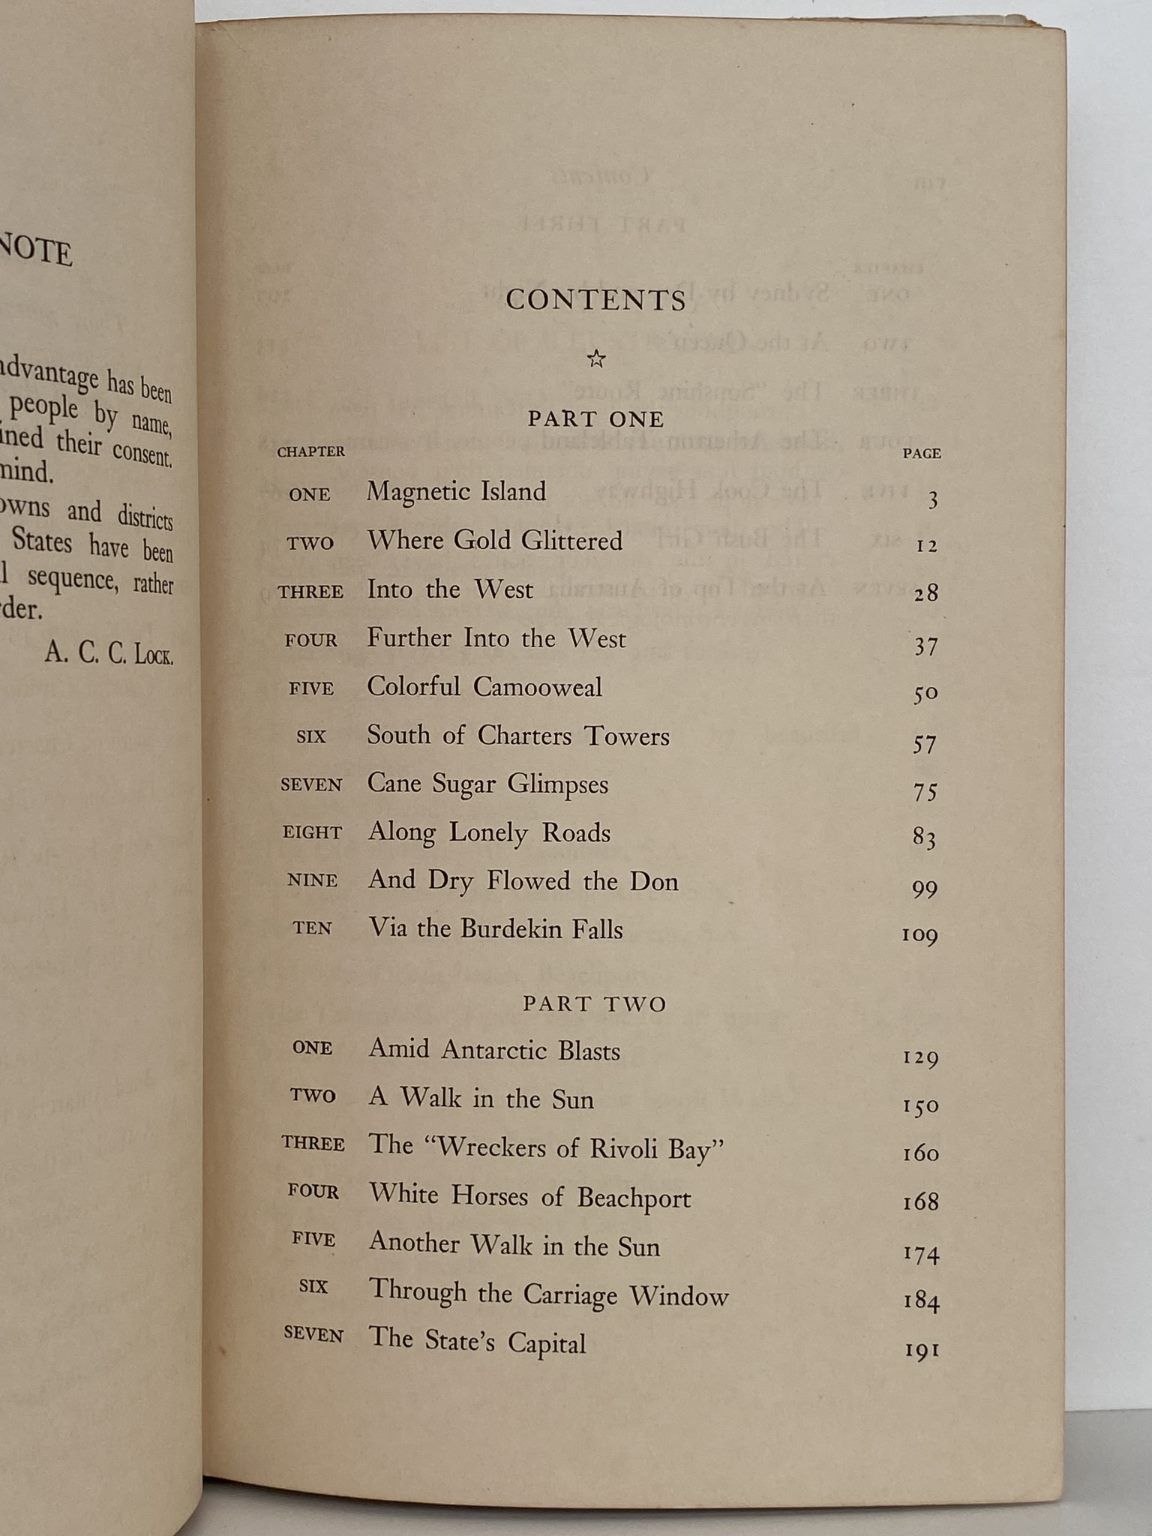 NOTE
advantage has been
people by name,
ined their consent.
mind.
owns and districts
States have been
l sequence, rather
der.
A. C. C. Lock.
CONTENTS
☆
PART ONE
CHAPTER PAGE
ONE Magnetic Island 3
TWO Where Gold Glittered 12
THREE Into the West 28
FOUR Further Into the West 37
FIVE Colorful Camooweal 50
SIX South of Charters Towers 57
SEVEN Cane Sugar Glimpses 75
EIGHT Along Lonely Roads 83
NINE And Dry Flowed the Don 99
TEN Via the Burdekin Falls 109
PART TWO
ONE Amid Antarctic Blasts 129
TWO A Walk in the Sun 150
THREE The “Wreckers of Rivoli Bay” 160
FOUR White Horses of Beachport 168
FIVE Another Walk in the Sun 174
SIX Through the Carriage Window 184
SEVEN The State’s Capital 191